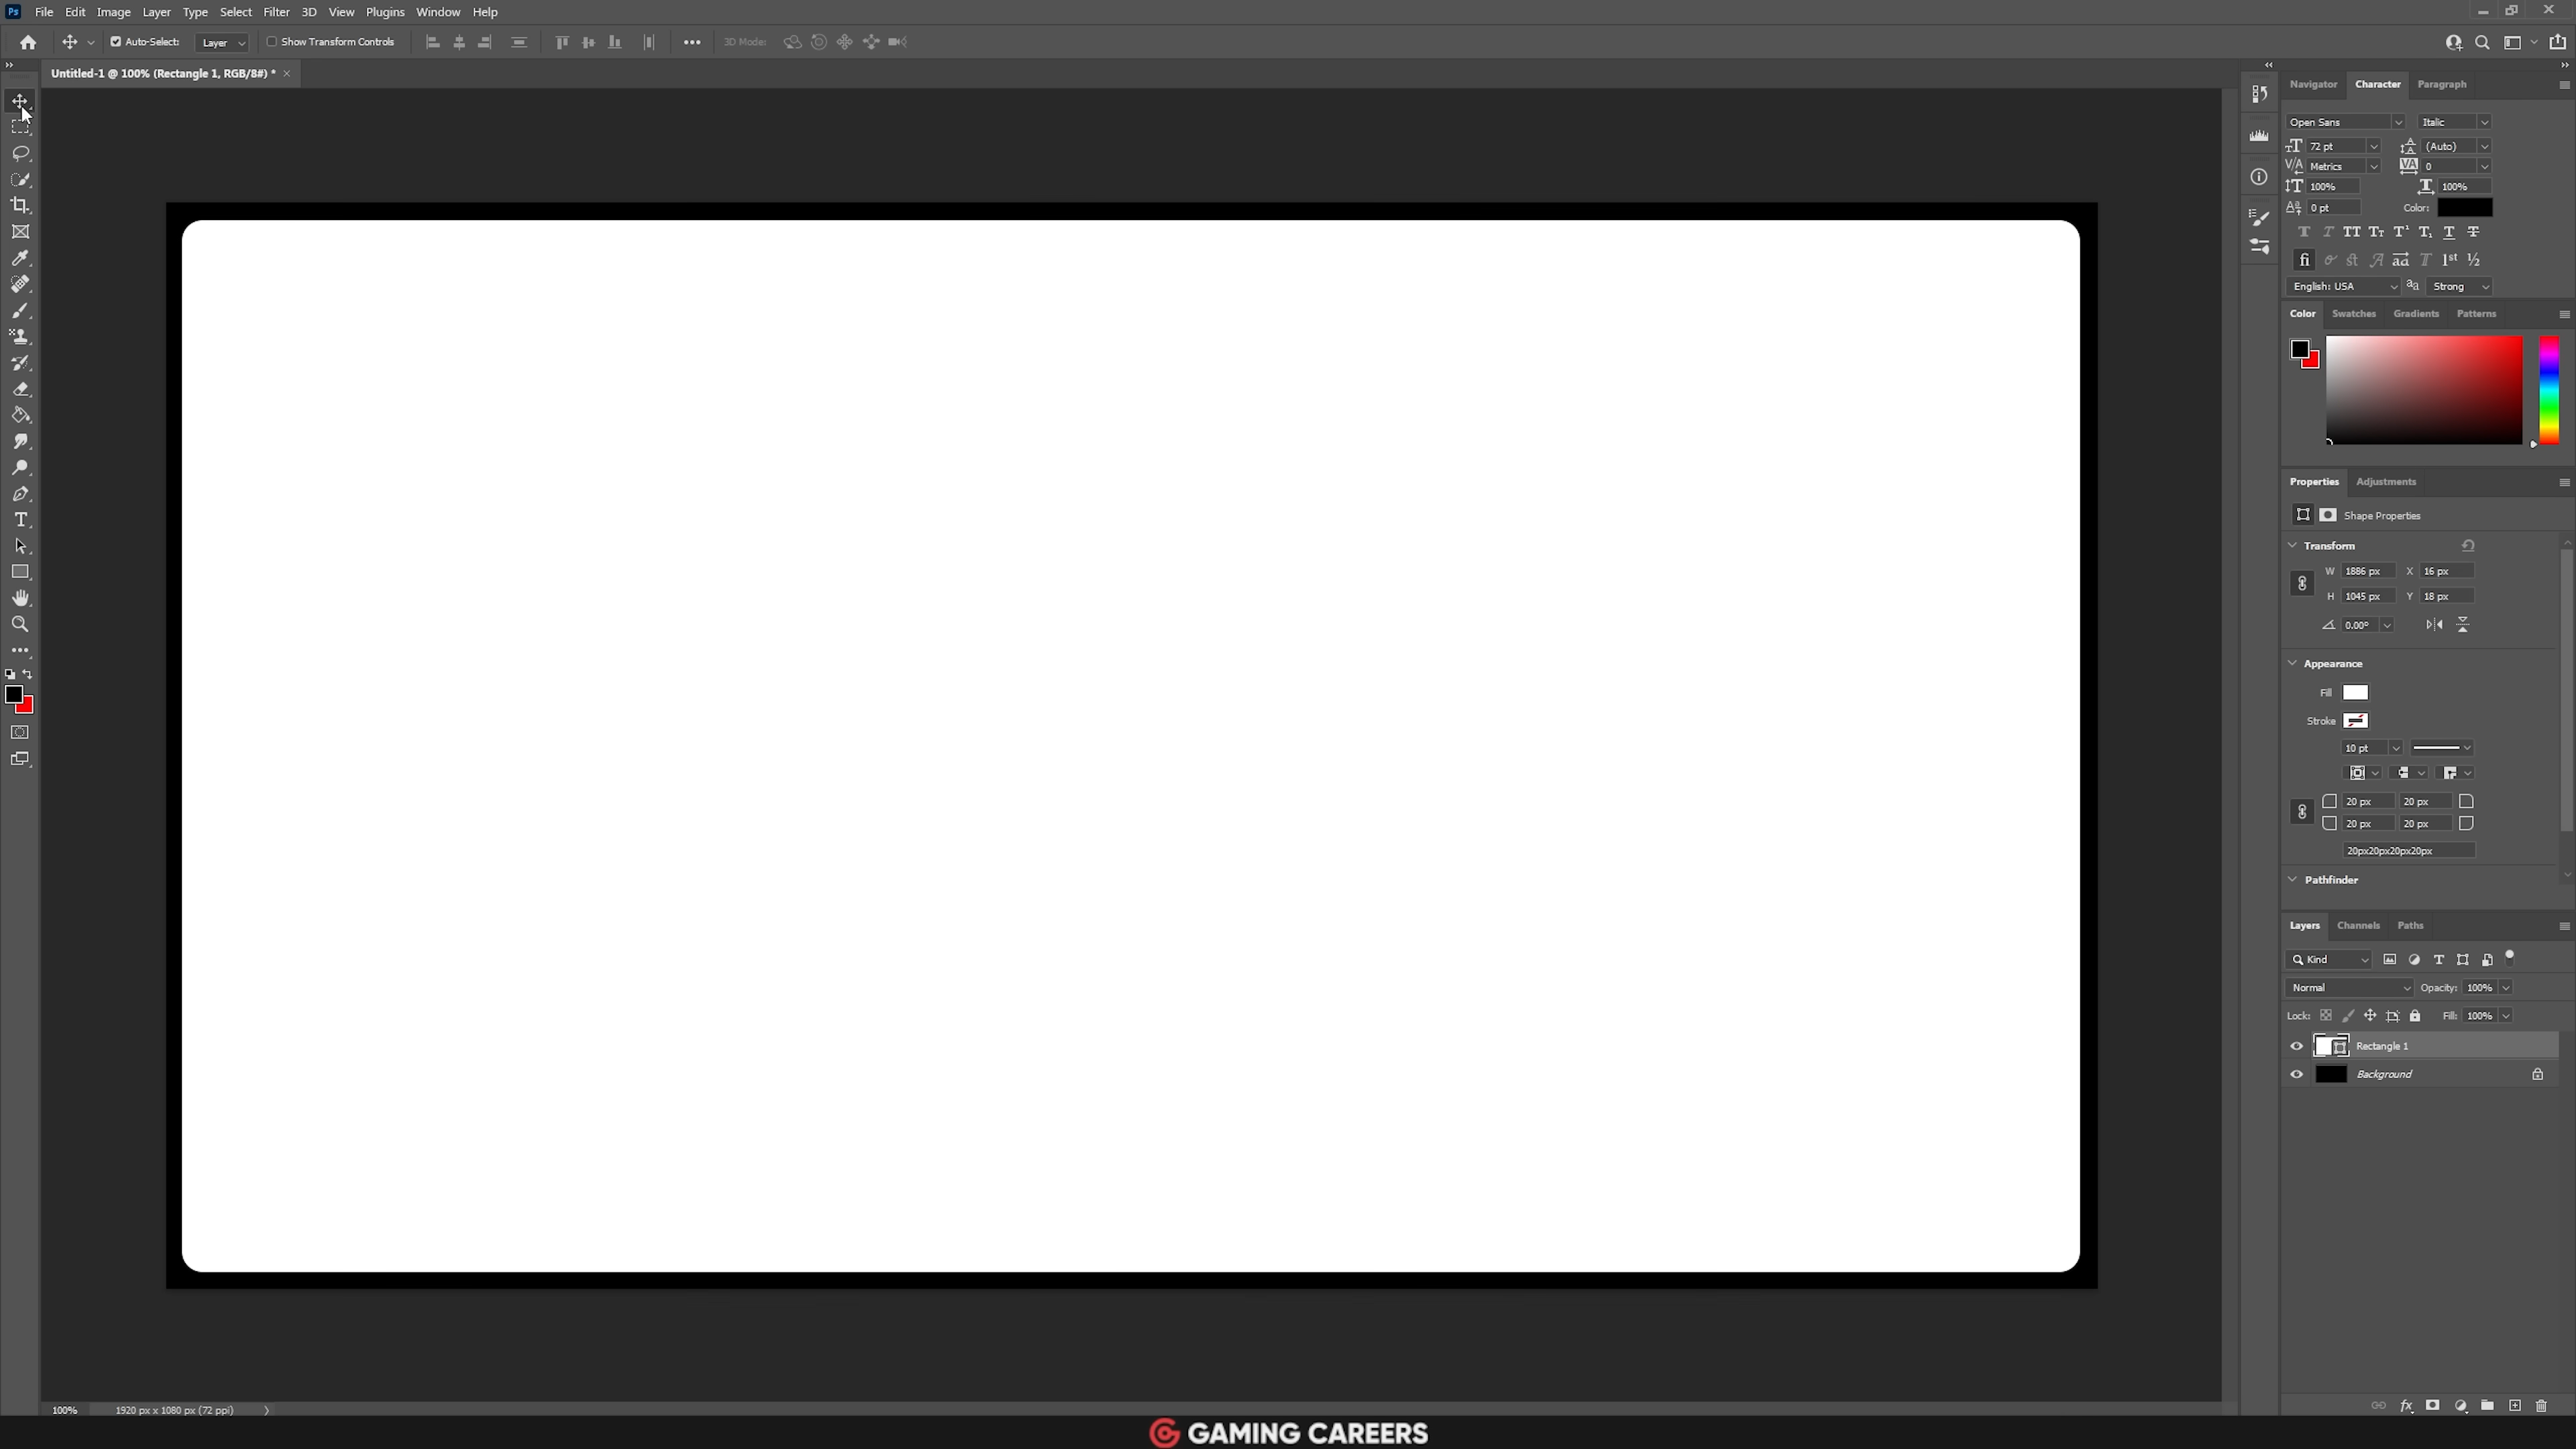 Ps File Edit Image Layer Type Select Filter 3D View Plugins Window Help
Auto-Select: Layer Show Transform Controls 3D Mode:
Untitled-1 @ 100% (Rectangle 1, RGB/8#) *
Navigator Character Paragraph
Open Sans Italic
72 pt (Auto)
Metrics 0
100% 100%
0 pt Color:
English: USA Strong
Color Swatches Gradients Patterns
Properties Adjustments
Shape Properties
Transform
W 1886 px X 16 px
H 1045 px Y 18 px
0.00°
Appearance
Fill
Stroke
10 pt
20 px 20 px
20 px 20 px
20px20px20px20px
Pathfinder
Layers Channels Paths
Kind
Normal Opacity: 100%
Lock: Fill: 100%
Rectangle 1
Background
100% 1920 px x 1080 px (72 ppi)
GAMING CAREERS